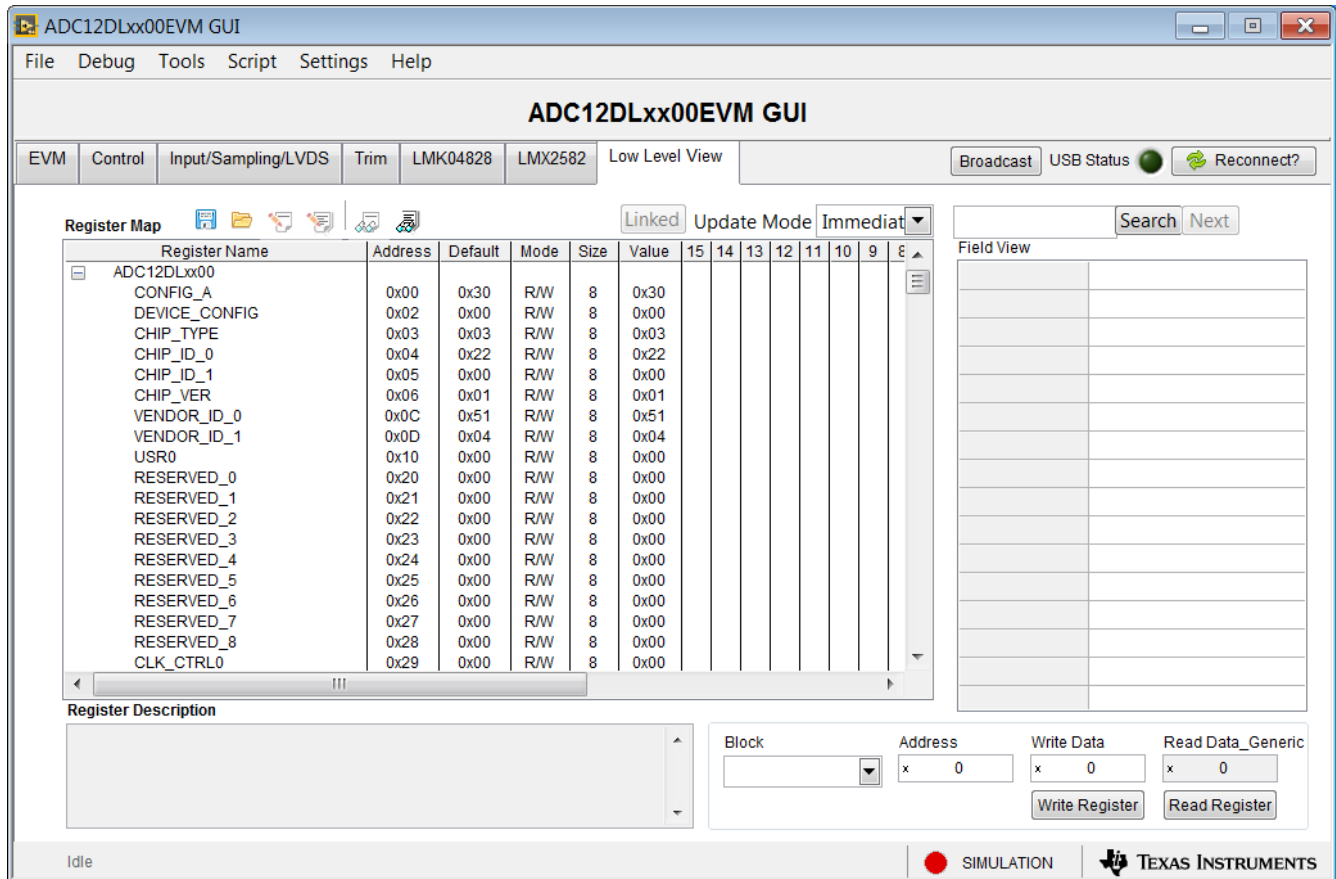 ADC12DLxx00EVM GUI
File Debug Tools Script Settings Help
ADC12DLxx00EVM GUI
EVM Control Input/Sampling/LVDS Trim LMK04828 LMX2582 Low Level View Broadcast USB Status Reconnect?
Register Map Linked Update Mode Immediat Search Next
Register Name Address Default Mode Size Value 15 14 13 12 11 10 9 8 Field View
ADC12DLxx00
CONFIG_A 0x00 0x30 R/W 8 0x30
DEVICE_CONFIG 0x02 0x00 R/W 8 0x00
CHIP_TYPE 0x03 0x03 R/W 8 0x03
CHIP_ID_0 0x04 0x22 R/W 8 0x22
CHIP_ID_1 0x05 0x00 R/W 8 0x00
CHIP_VER 0x06 0x01 R/W 8 0x01
VENDOR_ID_0 0x0C 0x51 R/W 8 0x51
VENDOR_ID_1 0x0D 0x04 R/W 8 0x04
USR0 0x10 0x00 R/W 8 0x00
RESERVED_0 0x20 0x00 R/W 8 0x00
RESERVED_1 0x21 0x00 R/W 8 0x00
RESERVED_2 0x22 0x00 R/W 8 0x00
RESERVED_3 0x23 0x00 R/W 8 0x00
RESERVED_4 0x24 0x00 R/W 8 0x00
RESERVED_5 0x25 0x00 R/W 8 0x00
RESERVED_6 0x26 0x00 R/W 8 0x00
RESERVED_7 0x27 0x00 R/W 8 0x00
RESERVED_8 0x28 0x00 R/W 8 0x00
CLK_CTRL0 0x29 0x00 R/W 8 0x00
Register Description
Block Address Write Data Read Data_Generic
x 0 x 0 x 0
Write Register Read Register
Idle SIMULATION TEXAS INSTRUMENTS